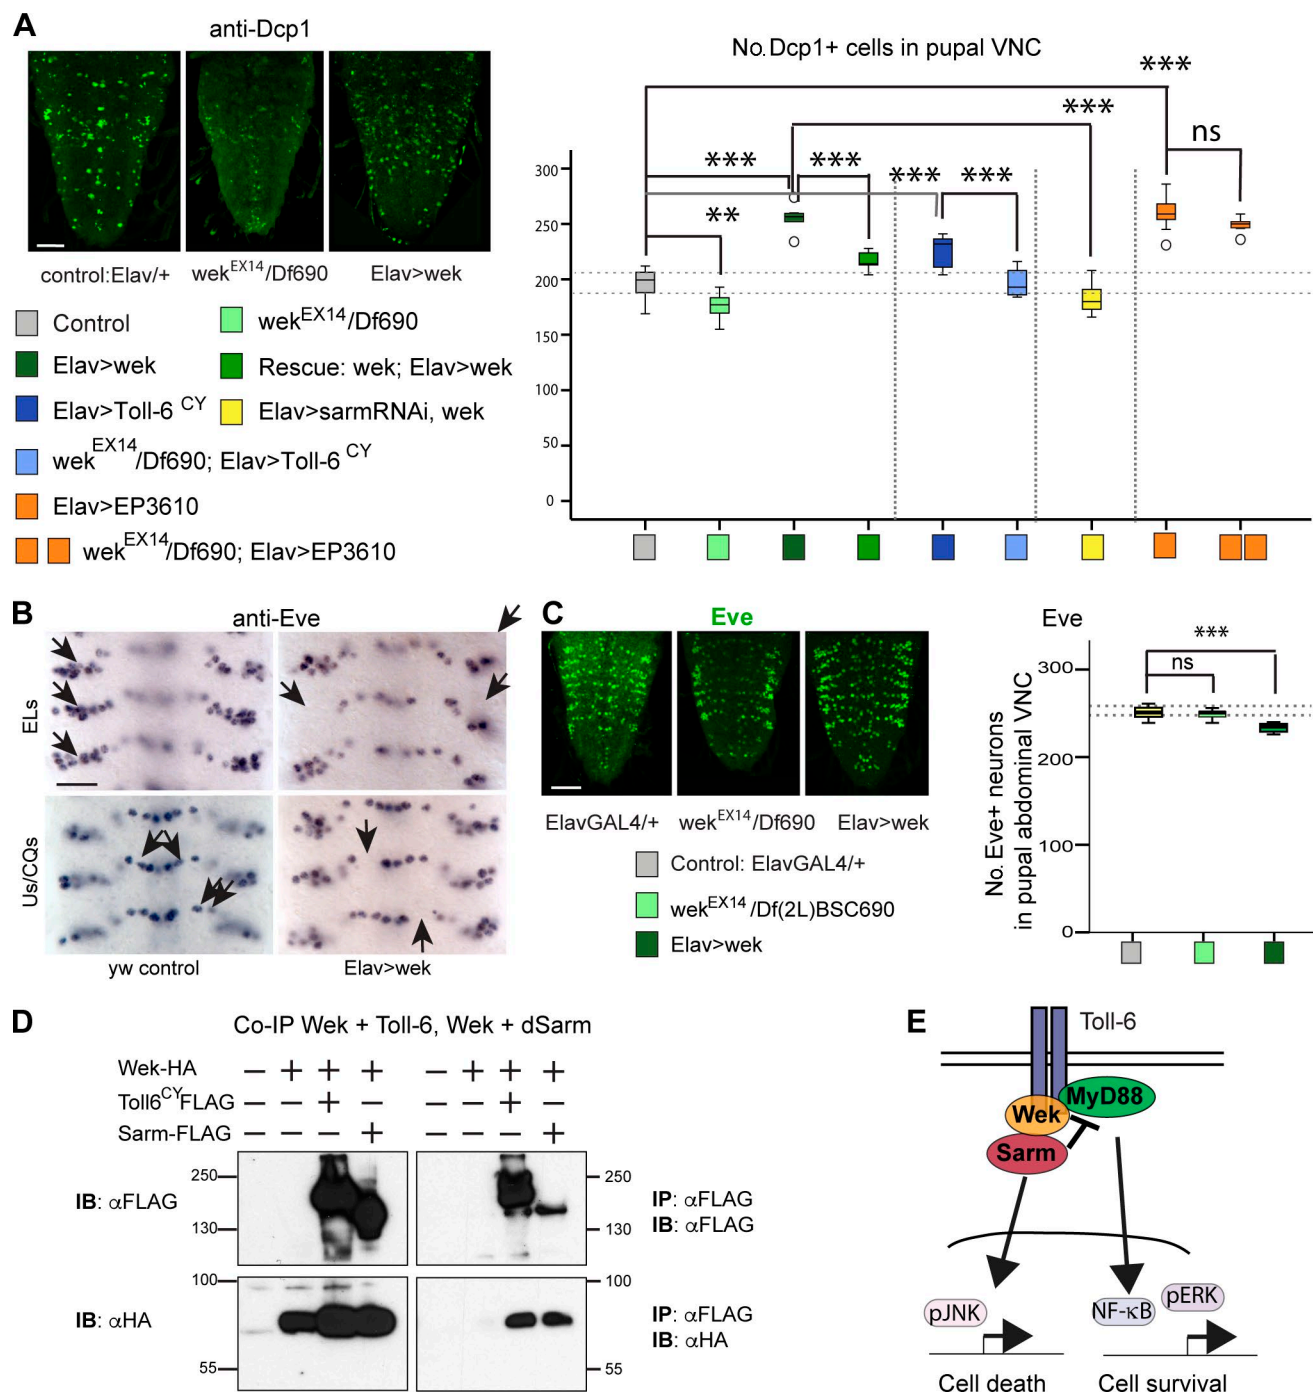 A
anti-Dcp1
control:Elav/+
wekEX14/Df690
Elav>wek
Control
wekEX14/Df690
Elav>wek
Rescue: wek; Elav>wek
Elav>Toll-6 CY
Elav>sarmRNAi, wek
wekEX14/Df690; Elav>Toll-6 CY
Elav>EP3610
wekEX14/Df690; Elav>EP3610
No.Dcp1+ cells in pupal VNC
***
***
ns
***
***
***
***
**
300
250
200
150
100
50
0
B
anti-Eve
ELs
Us/CQs
yw control
Elav>wek
C
Eve
ElavGAL4/+
wekEX14/Df690
Elav>wek
Control: ElavGAL4/+
wekEX14/Df(2L)BSC690
Elav>wek
Eve
***
ns
No. Eve+ neurons
in pupal abdominal VNC
300
200
100
0
D
Co-IP Wek + Toll-6, Wek + dSarm
Wek-HA — + + + — + + +
Toll6CYFLAG — — + — — — + —
Sarm-FLAG — — — + — — — +
IB: αFLAG
250
130
250
130
IP: αFLAG
IB: αFLAG
IB: αHA
100
55
100
55
IP: αFLAG
IB: αHA
E
Toll-6
MyD88
Wek
Sarm
pJNK
NF-κB
pERK
Cell death
Cell survival